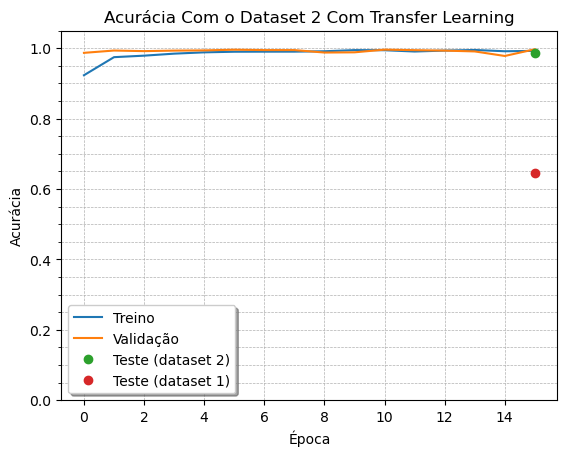 Acurácia Com o Dataset 2 Com Transfer Learning
1.0
0.8
0.6
0.4
0.2
0.0
Acurácia
Treino
Validação
Teste (dataset 2)
Teste (dataset 1)
0 2 4 6 8 10 12 14
Época